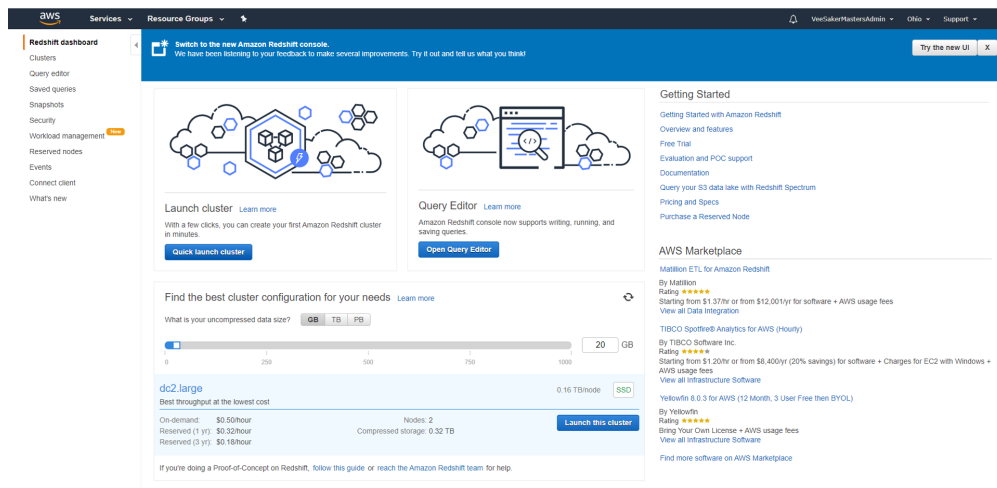 aws
Services
Resource Groups
VeeSakerMastersAdmin
Ohio
Support
Redshift dashboard
Clusters
Query editor
Saved queries
Snapshots
Security
Workload management New
Reserved nodes
Events
Connect client
What's new
Switch to the new Amazon Redshift console.
We have been listening to your feedback to make several improvements. Try it out and tell us what you think!
Try the new UI
X
Launch cluster Learn more
With a few clicks, you can create your first Amazon Redshift cluster
in minutes.
Quick launch cluster
</>
Query Editor Learn more
Amazon Redshift console now supports writing, running, and
saving queries.
Open Query Editor
Find the best cluster configuration for your needs Learn more
What is your uncompressed data size? GB TB PB
20 GB
0 250 500 750 1000
dc2.large
0.16 TB/node SSD
Best throughput at the lowest cost
On-demand: $0.50/hour
Reserved (1 yr): $0.32/hour
Reserved (3 yr): $0.18/hour
Nodes: 2
Compressed storage: 0.32 TB
Launch this cluster
If you're doing a Proof-of-Concept on Redshift, follow this guide or reach the Amazon Redshift team for help.
Getting Started
Getting Started with Amazon Redshift
Overview and features
Free Trial
Evaluation and POC support
Documentation
Query your S3 data lake with Redshift Spectrum
Pricing and Specs
Purchase a Reserved Node
AWS Marketplace
Matillion ETL for Amazon Redshift
By Matillion
Rating ★★★★★
Starting from $1.37/hr or from $12,001/yr for software + AWS usage fees
View all Data Integration
TIBCO Spotfire® Analytics for AWS (Hourly)
By TIBCO Software Inc.
Rating ★★★★★
Starting from $1.20/hr or from $8,400/yr (20% savings) for software + Charges for EC2 with Windows +
AWS usage fees
View all Infrastructure Software
Yellowfin 8.0.3 for AWS (12 Month, 3 User Free then BYOL)
By Yellowfin
Rating ★★★★★
Bring Your Own License + AWS usage fees
View all Infrastructure Software
Find more software on AWS Marketplace